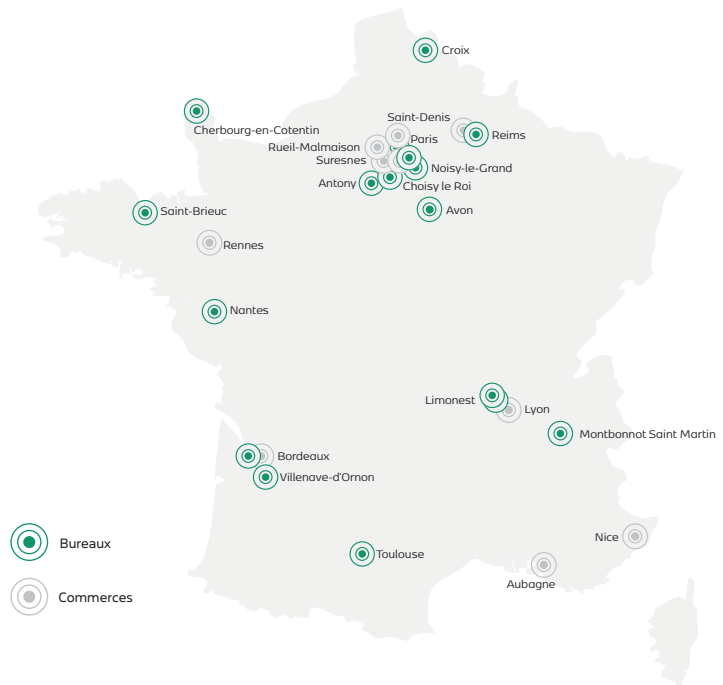 Croix
Saint-Denis
Cherbourg-en-Cotentin
Reims
Paris
Rueil-Malmaison
Suresnes
Noisy-le-Grand
Antony
Choisy le Roi
Saint-Brieuc
Avon
Rennes
Nantes
Limonest
Lyon
Montbonnot Saint Martin
Bordeaux
Villenave-d'Ornon
Bureaux
Nice
Toulouse
Aubagne
Commerces